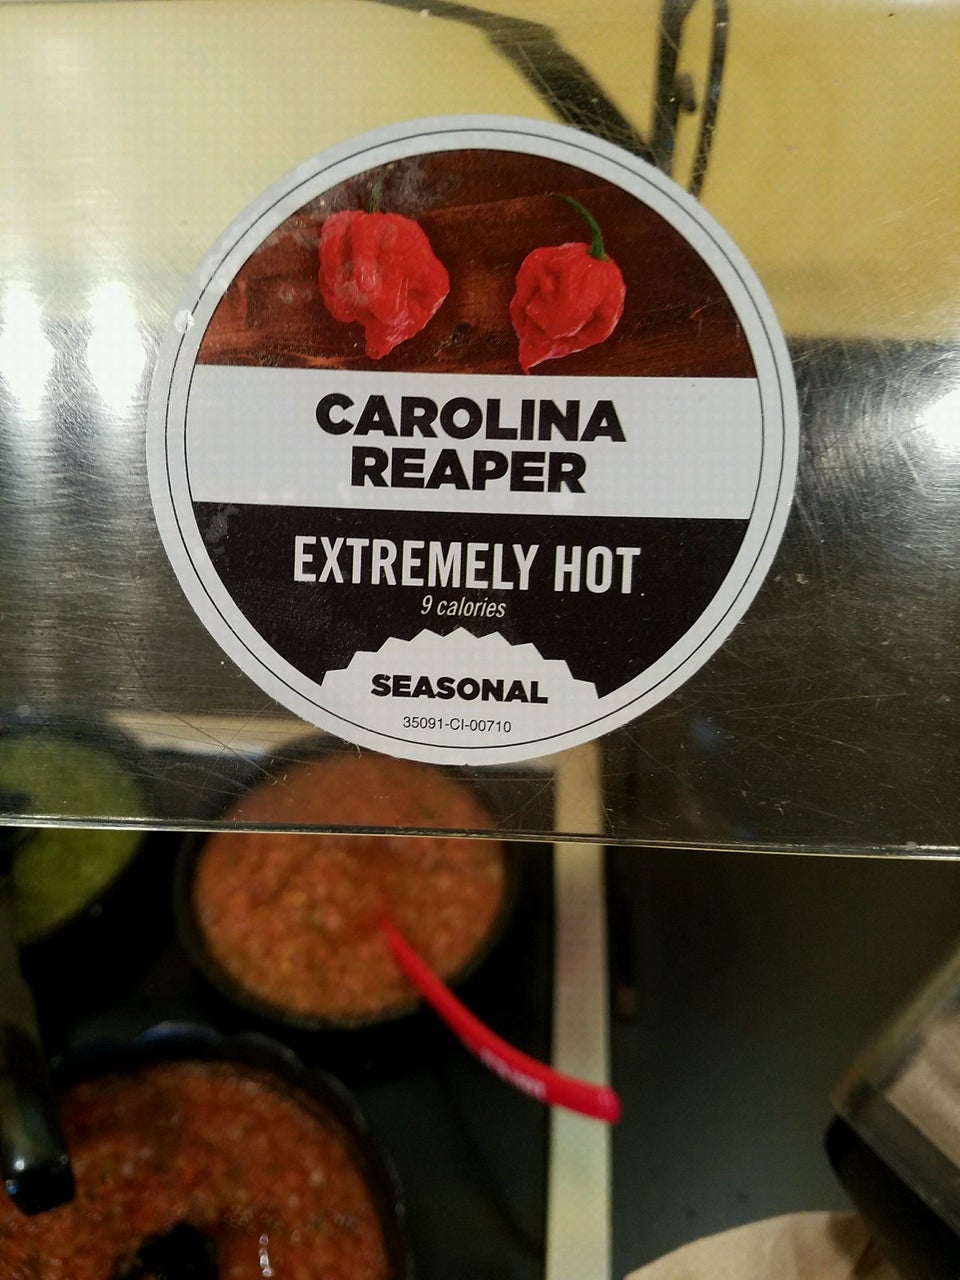 CAROLINA
REAPER
EXTREMELY HOT
9 calories
SEASONAL
35091-CI-00710